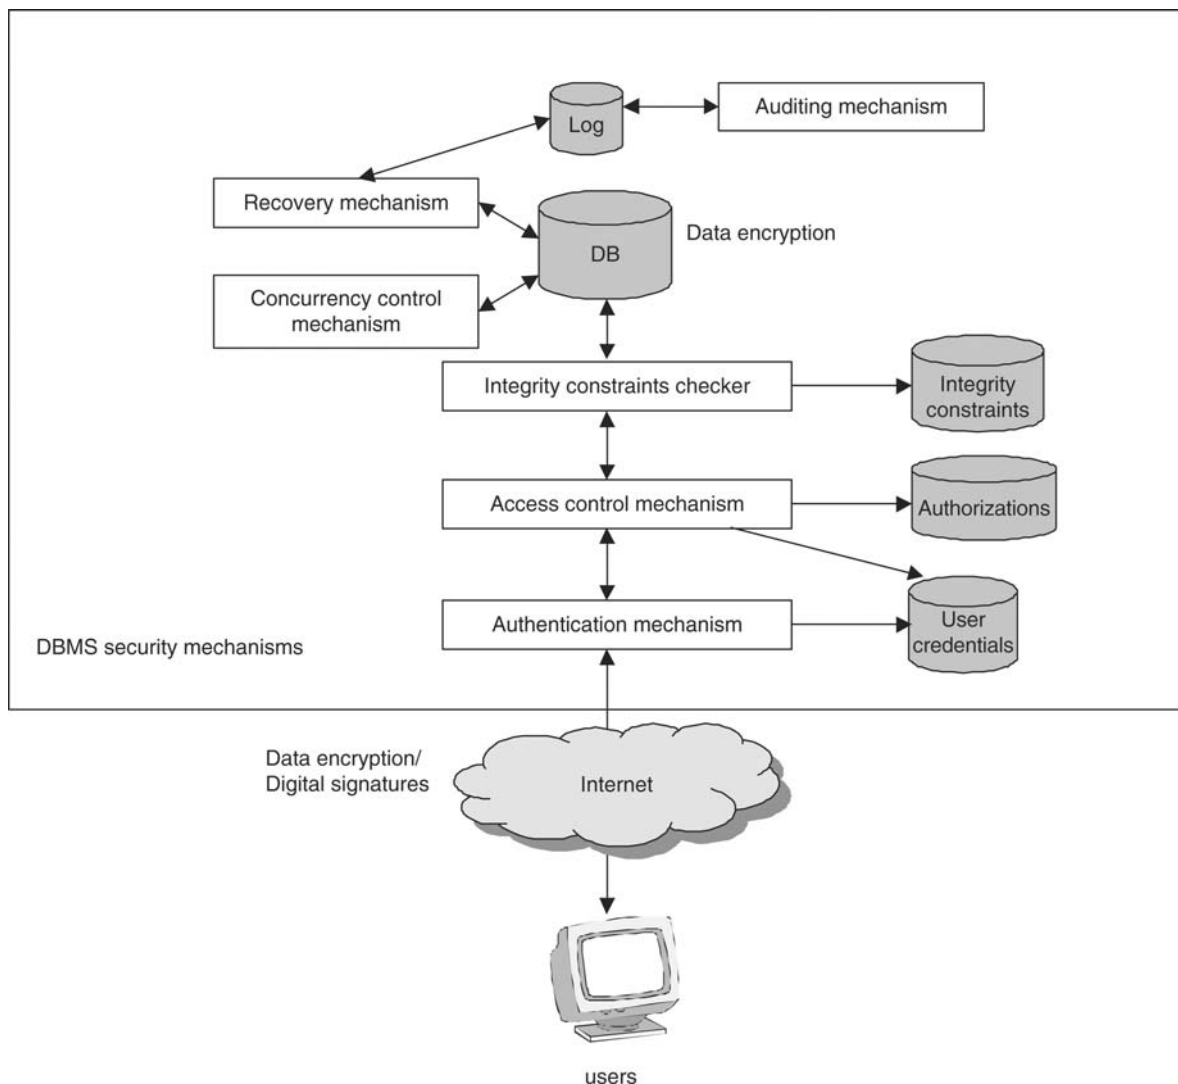 Log
Auditing mechanism
Recovery mechanism
DB
Data encryption
Concurrency control
mechanism
Integrity constraints checker
Integrity
constraints
Access control mechanism
Authorizations
Authentication mechanism
User
credentials
DBMS security mechanisms
Data encryption/
Digital signatures
Internet
users